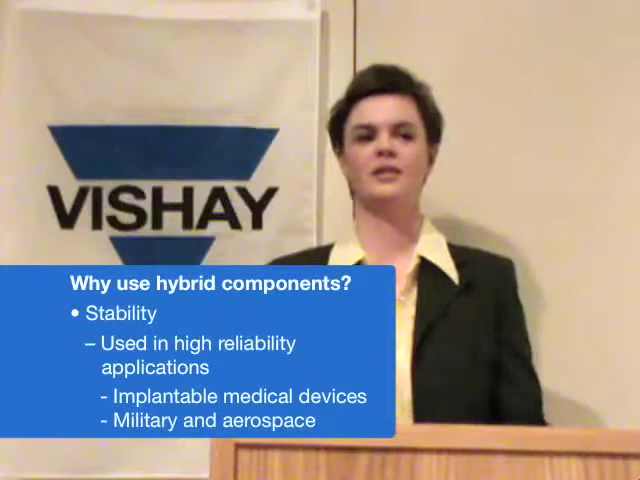 VISHAY
Why use hybrid components?
• Stability
– Used in high reliability
applications
- Implantable medical devices
- Military and aerospace